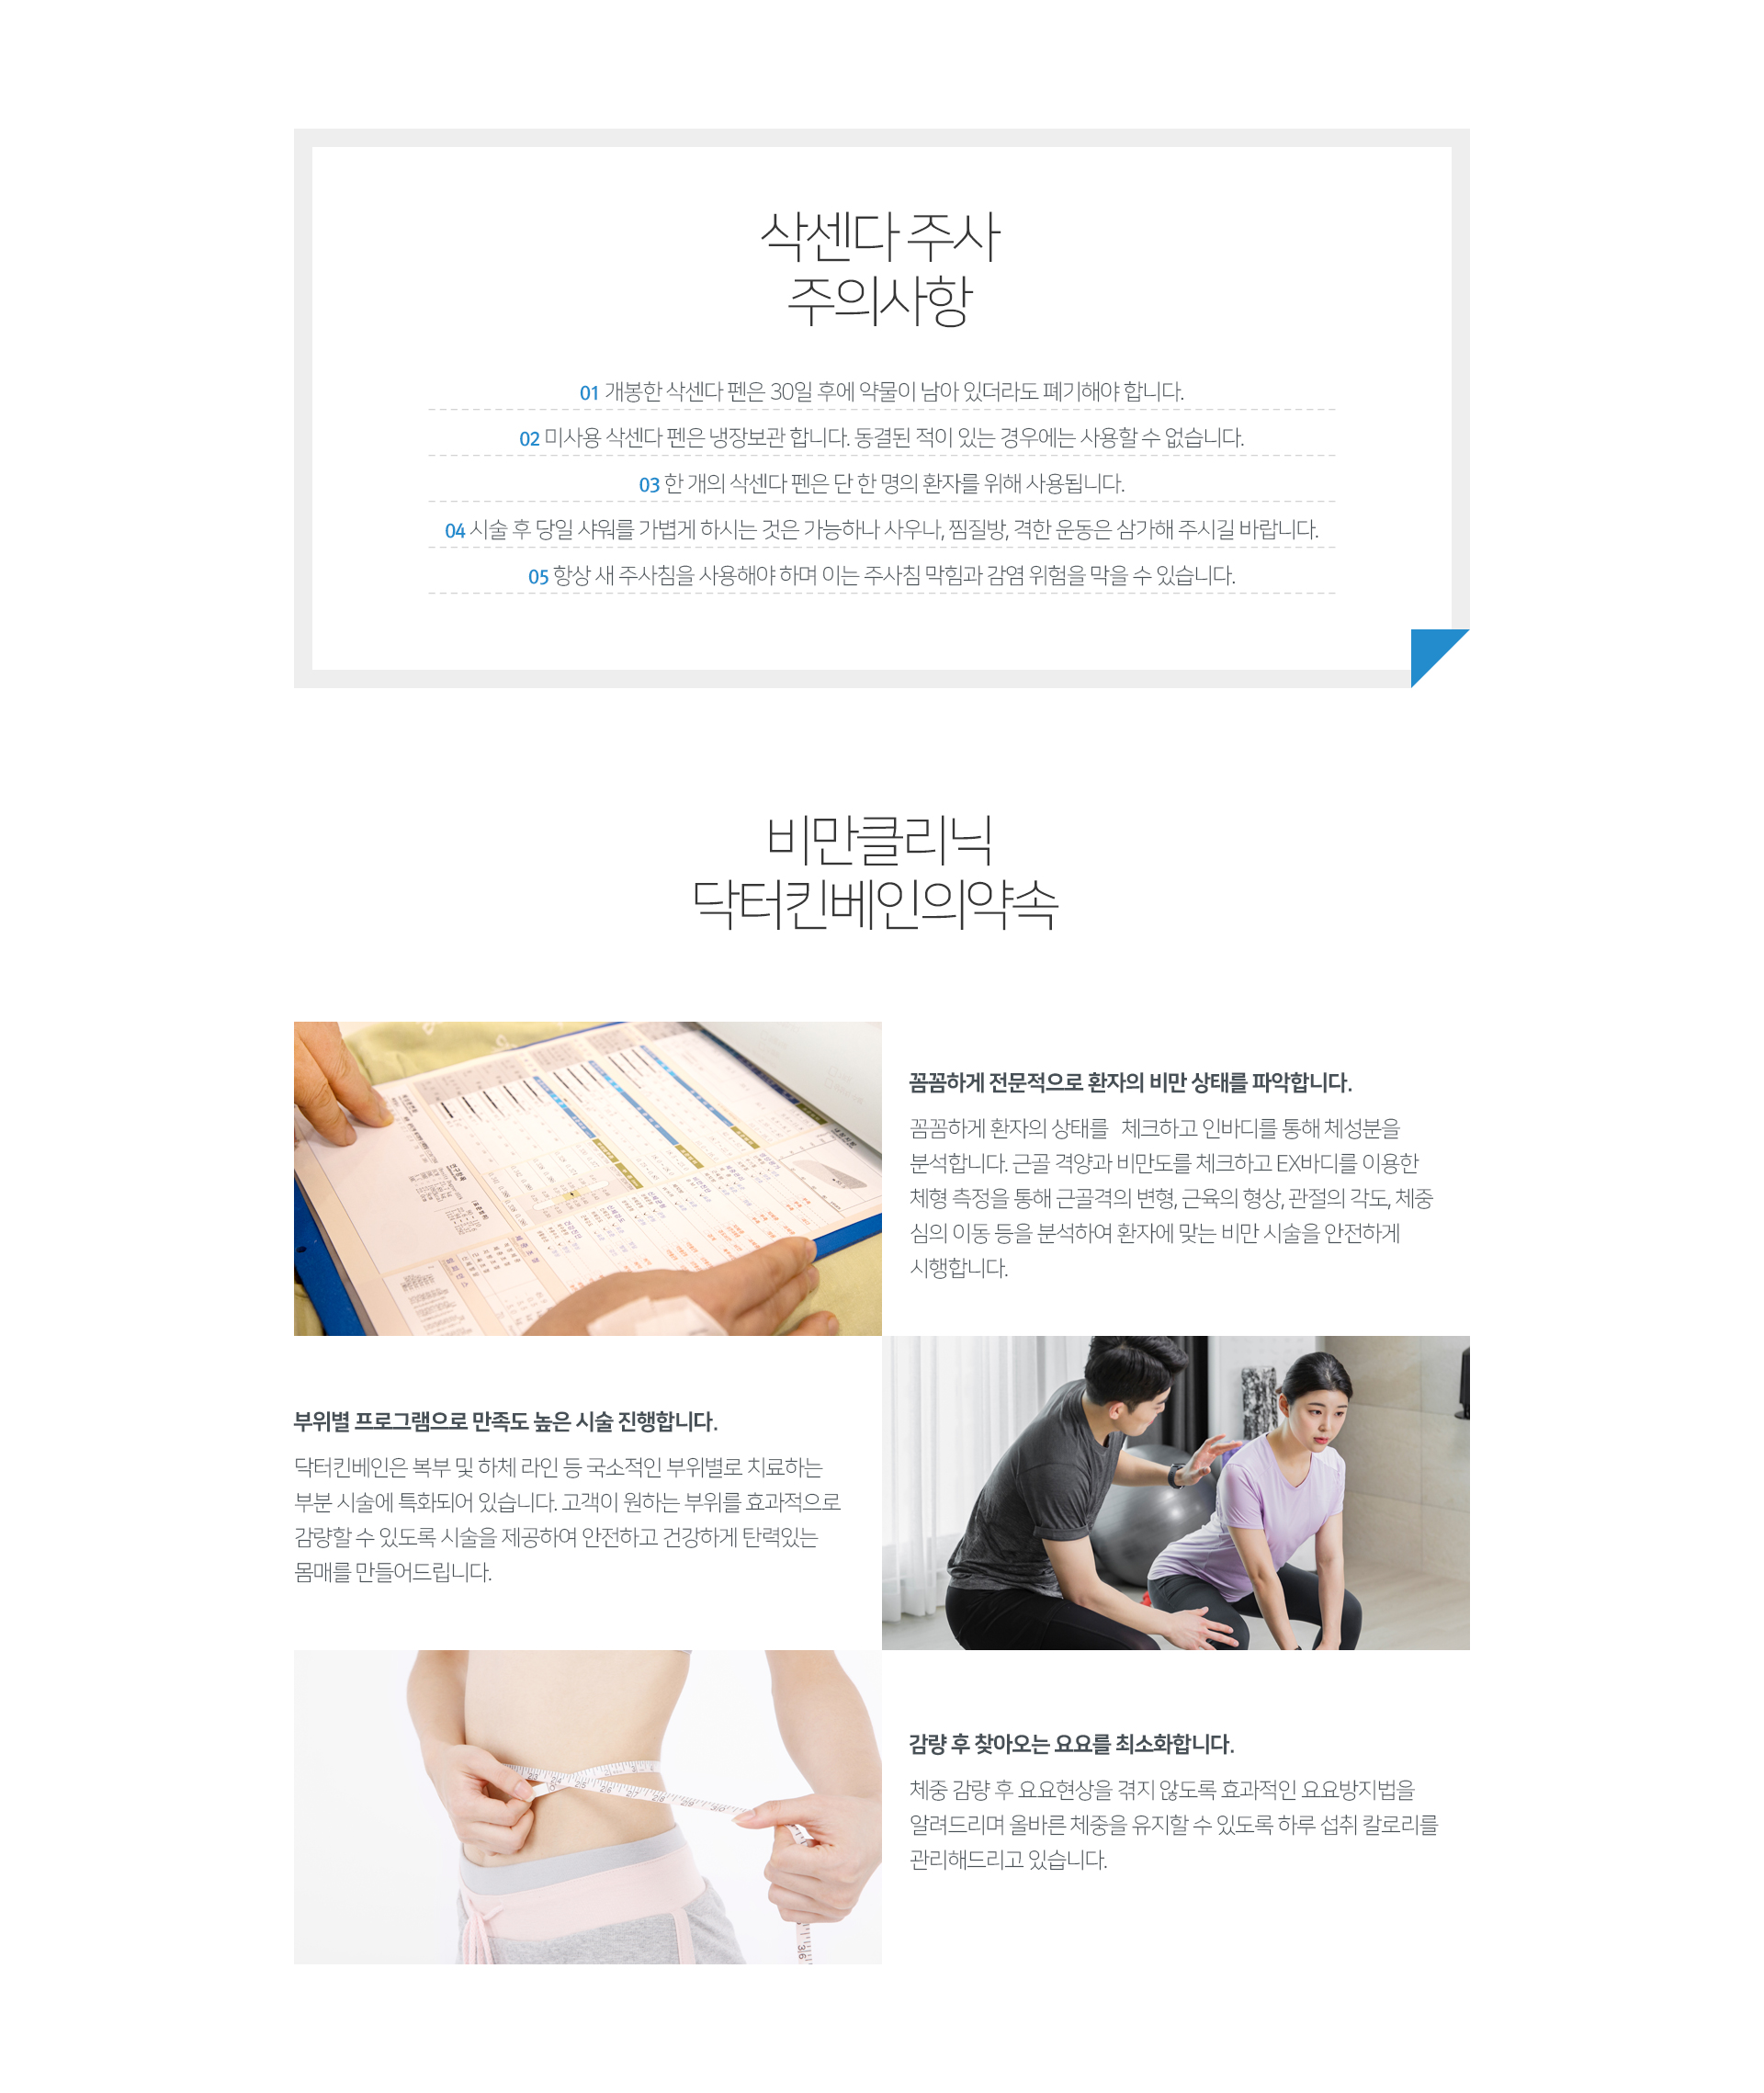 삭센다 주사
주의사항
01 개봉한 삭센다 펜은 30일 후에 약물이 남아 있더라도 폐기해야 합니다.
02 미사용 삭센다 펜은 냉장보관 합니다. 동결된 적이 있는 경우에는 사용할 수 없습니다.
03 한 개의 삭센다 펜은 단 한 명의 환자를 위해 사용됩니다.
04 시술 후 당일 샤워를 가볍게 하시는 것은 가능하나 사우나, 찜질방, 격한 운동은 삼가해 주시길 바랍니다.
05 항상 새 주사침을 사용해야 하며 이는 주사침 막힘과 감염 위험을 막을 수 있습니다.
비만클리닉
닥터킨베인의약속
꼼꼼하게 전문적으로 환자의 비만 상태를 파악합니다.
꼼꼼하게 환자의 상태를 체크하고 인바디를 통해 체성분을
분석합니다. 근골 격양과 비만도를 체크하고 EX바디를 이용한
체형 측정을 통해 근골격의 변형, 근육의 형상, 관절의 각도, 체중
심의 이동 등을 분석하여 환자에 맞는 비만 시술을 안전하게
시행합니다.
부위별 프로그램으로 만족도 높은 시술 진행합니다.
닥터킨베인은 복부 및 하체 라인 등 국소적인 부위별로 치료하는
부분 시술에 특화되어 있습니다. 고객이 원하는 부위를 효과적으로
감량할 수 있도록 시술을 제공하여 안전하고 건강하게 탄력있는
몸매를 만들어드립니다.
감량 후 찾아오는 요요를 최소화합니다.
체중 감량 후 요요현상을 겪지 않도록 효과적인 요요방지법을
알려드리며 올바른 체중을 유지할 수 있도록 하루 섭취 칼로리를
관리해드리고 있습니다.